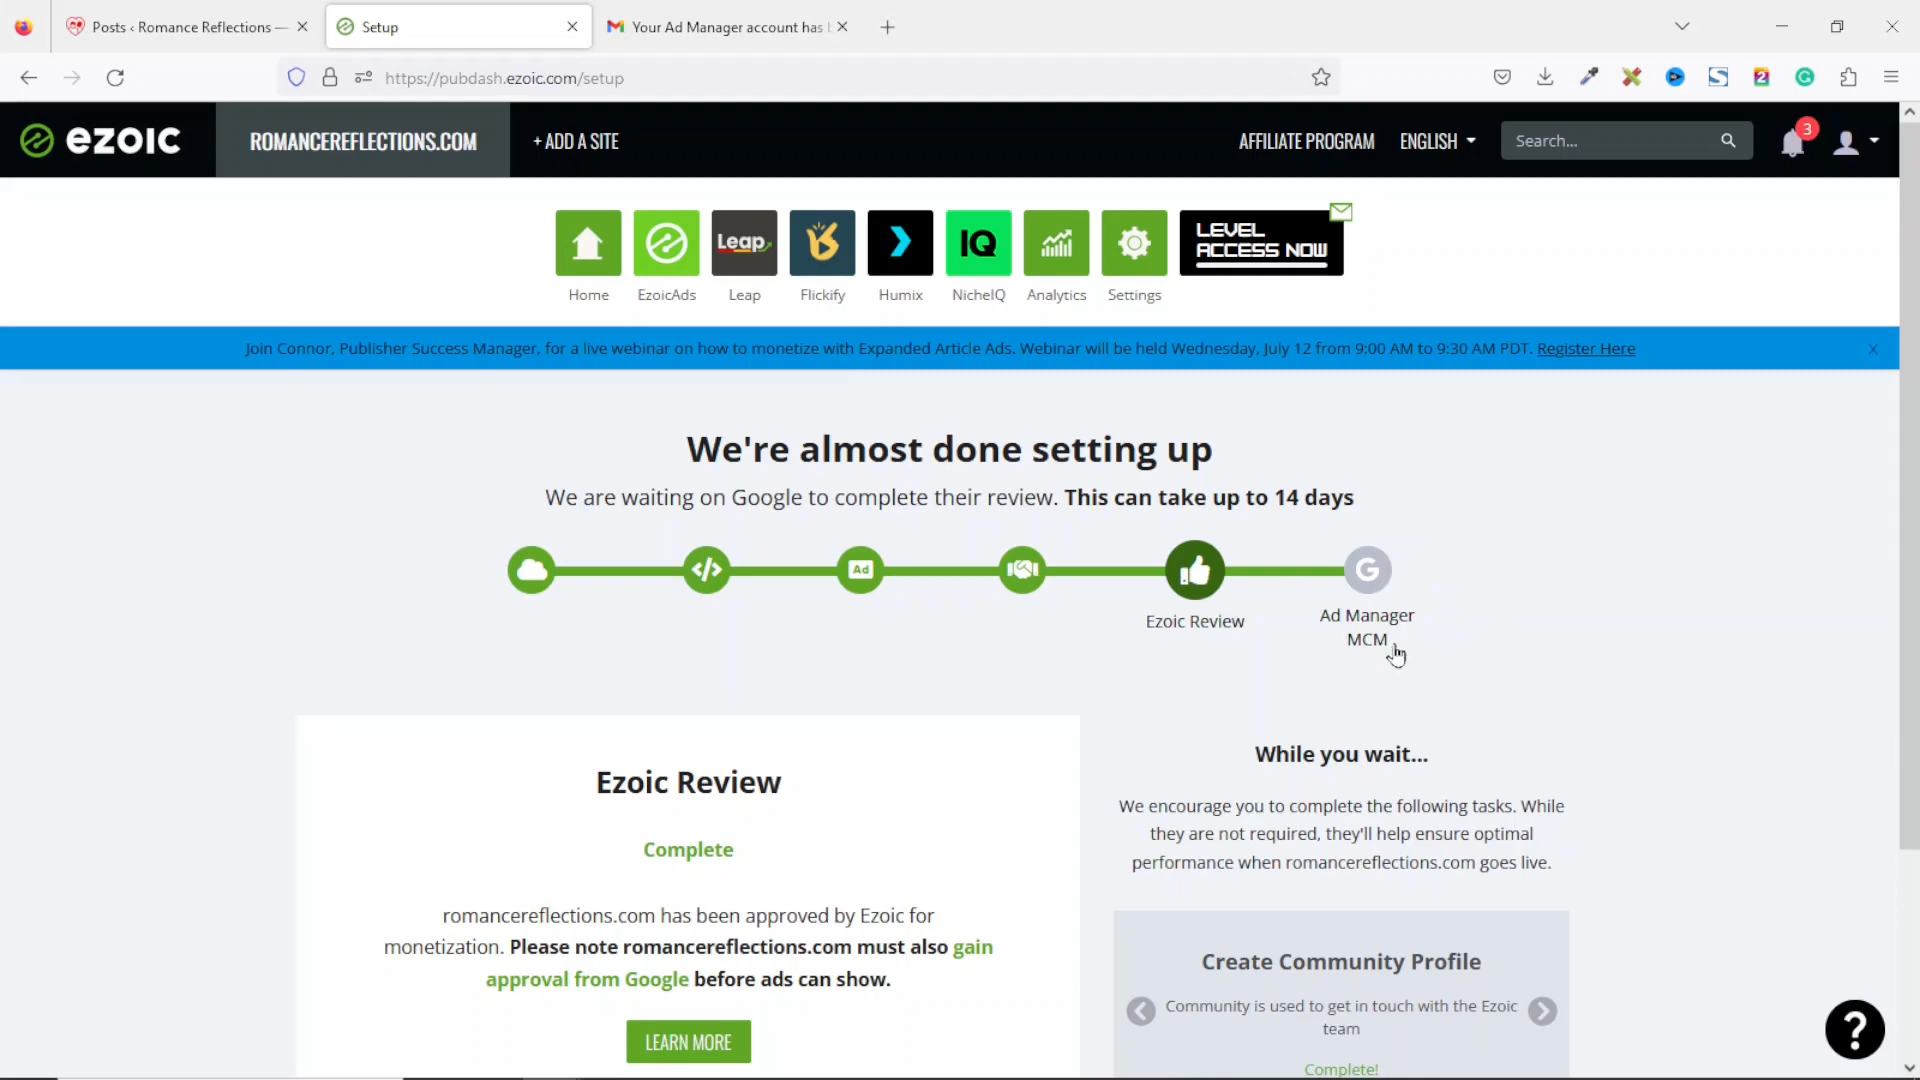 Posts ‹ Romance Reflections —
Setup
Your Ad Manager account has
https://pubdash.ezoic.com/setup
2
ezoic
ROMANCEREFLECTIONS.COM
+ ADD A SITE
AFFILIATE PROGRAM
ENGLISH
Search...
3
Leap
IQ
LEVEL
ACCESS NOW
Home
EzoicAds
Leap
Flickify
Humix
NicheIQ
Analytics
Settings
Join Connor, Publisher Success Manager, for a live webinar on how to monetize with Expanded Article Ads. Webinar will be held Wednesday, July 12 from 9:00 AM to 9:30 AM PDT. Register Here
We're almost done setting up
We are waiting on Google to complete their review. This can take up to 14 days
Ad
G
Ezoic Review
Ad Manager
MCM
Ezoic Review
Complete
romancereflections.com has been approved by Ezoic for
monetization. Please note romancereflections.com must also gain
approval from Google before ads can show.
LEARN MORE
While you wait...
We encourage you to complete the following tasks. While
they are not required, they'll help ensure optimal
performance when romancereflections.com goes live.
Create Community Profile
Community is used to get in touch with the Ezoic
team
Complete!
?